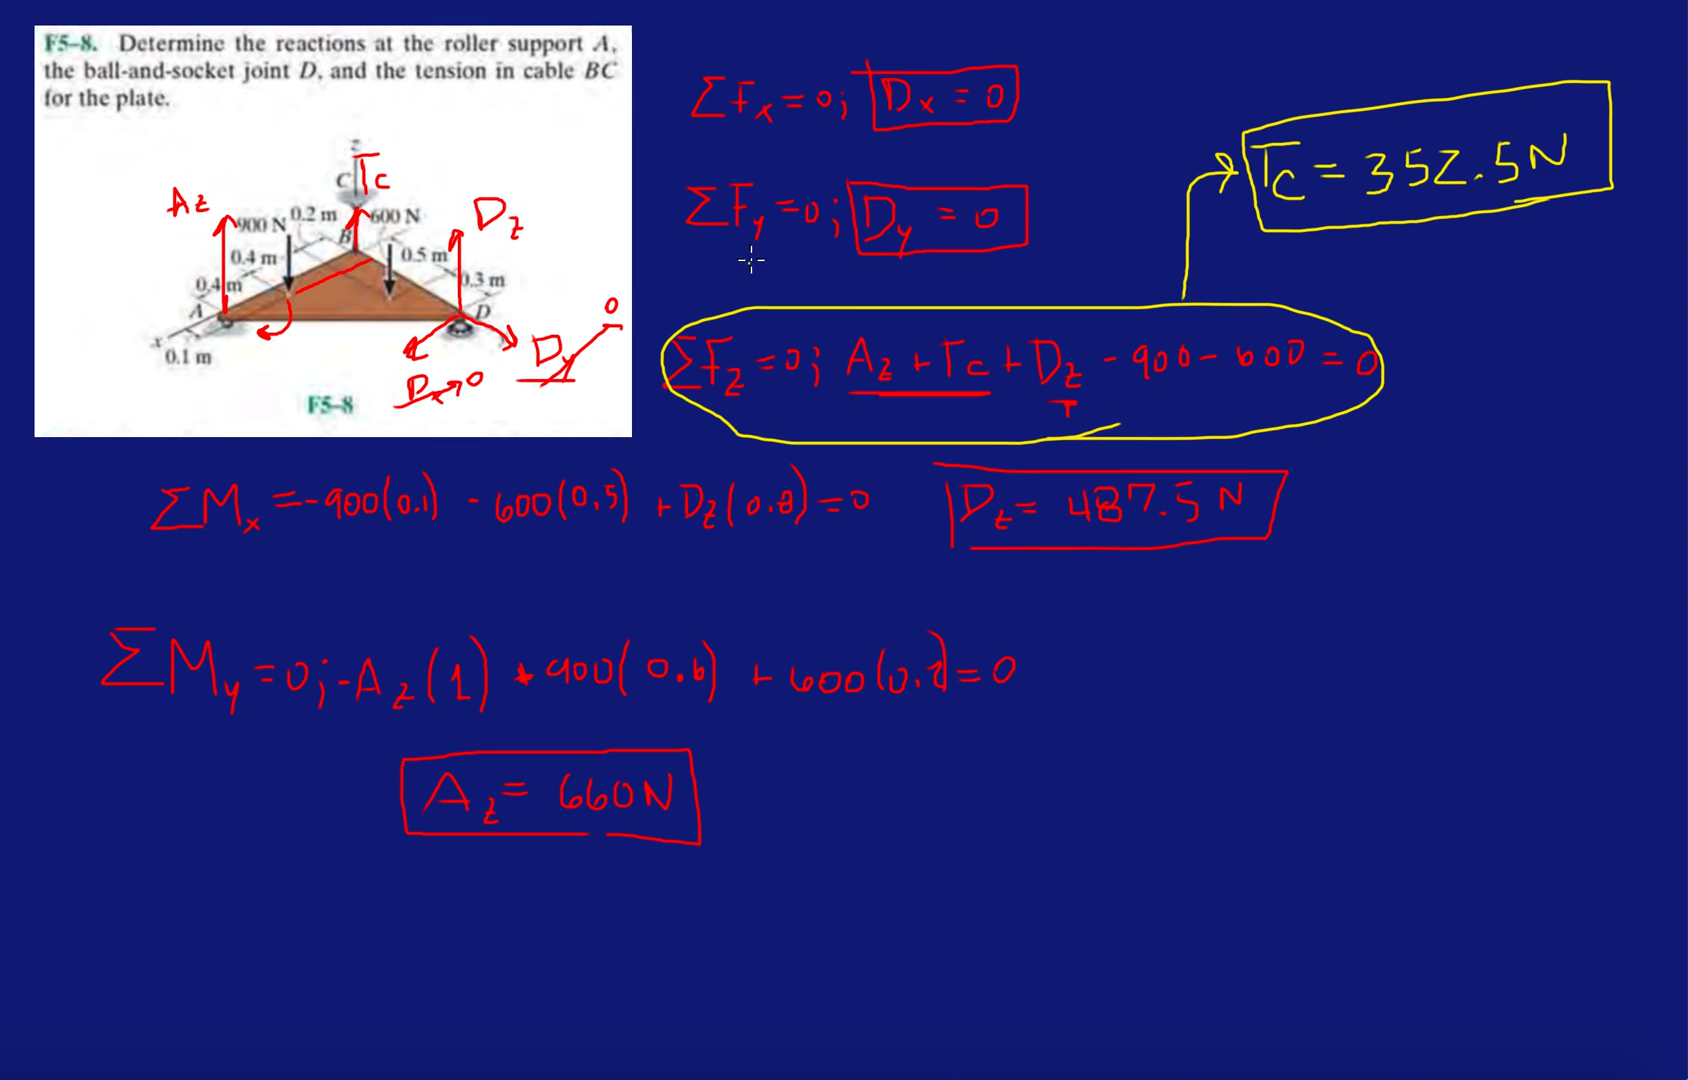 F5–8. Determine the reactions at the roller support A,
the ball-and-socket joint D, and the tension in cable BC
for the plate.
z
C
Tc
Az
900 N
0.2 m
600 N
Dz
B
0.4 m
0.5 m
0.4 m
0.3 m
A
D
0
x
0.1 m
Dy
Dx → 0
F5–8
ΣFx = 0; Dx = 0
Tc = 352.5 N
ΣFy = 0; Dy = 0
ΣFz = 0; Az + Tc + Dz - 900 - 600 = 0
ΣMx = -900(0.1) - 600(0.5) + Dz(0.8) = 0
Dz = 487.5 N
ΣMy = 0; -Az(1) + 900(0.6) + 600(0.2) = 0
Az = 660 N